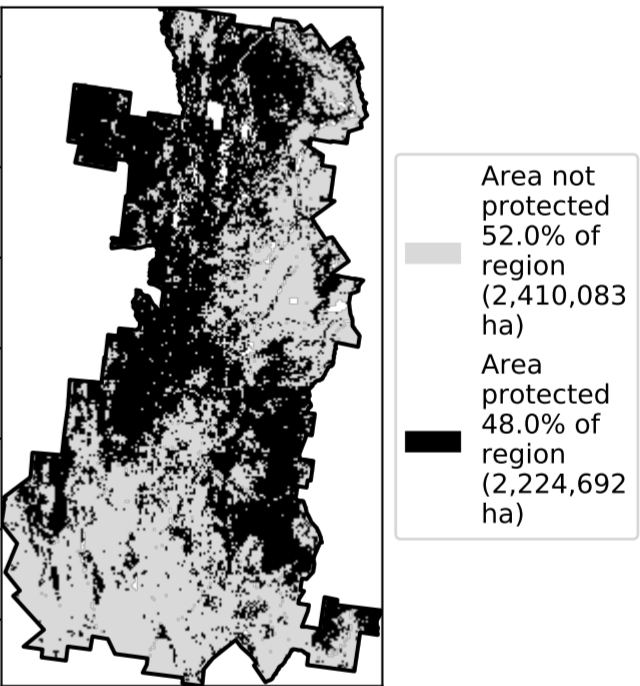 Area not
protected
52.0% of
region
(2,410,083
ha)
Area
protected
48.0% of
region
(2,224,692
ha)